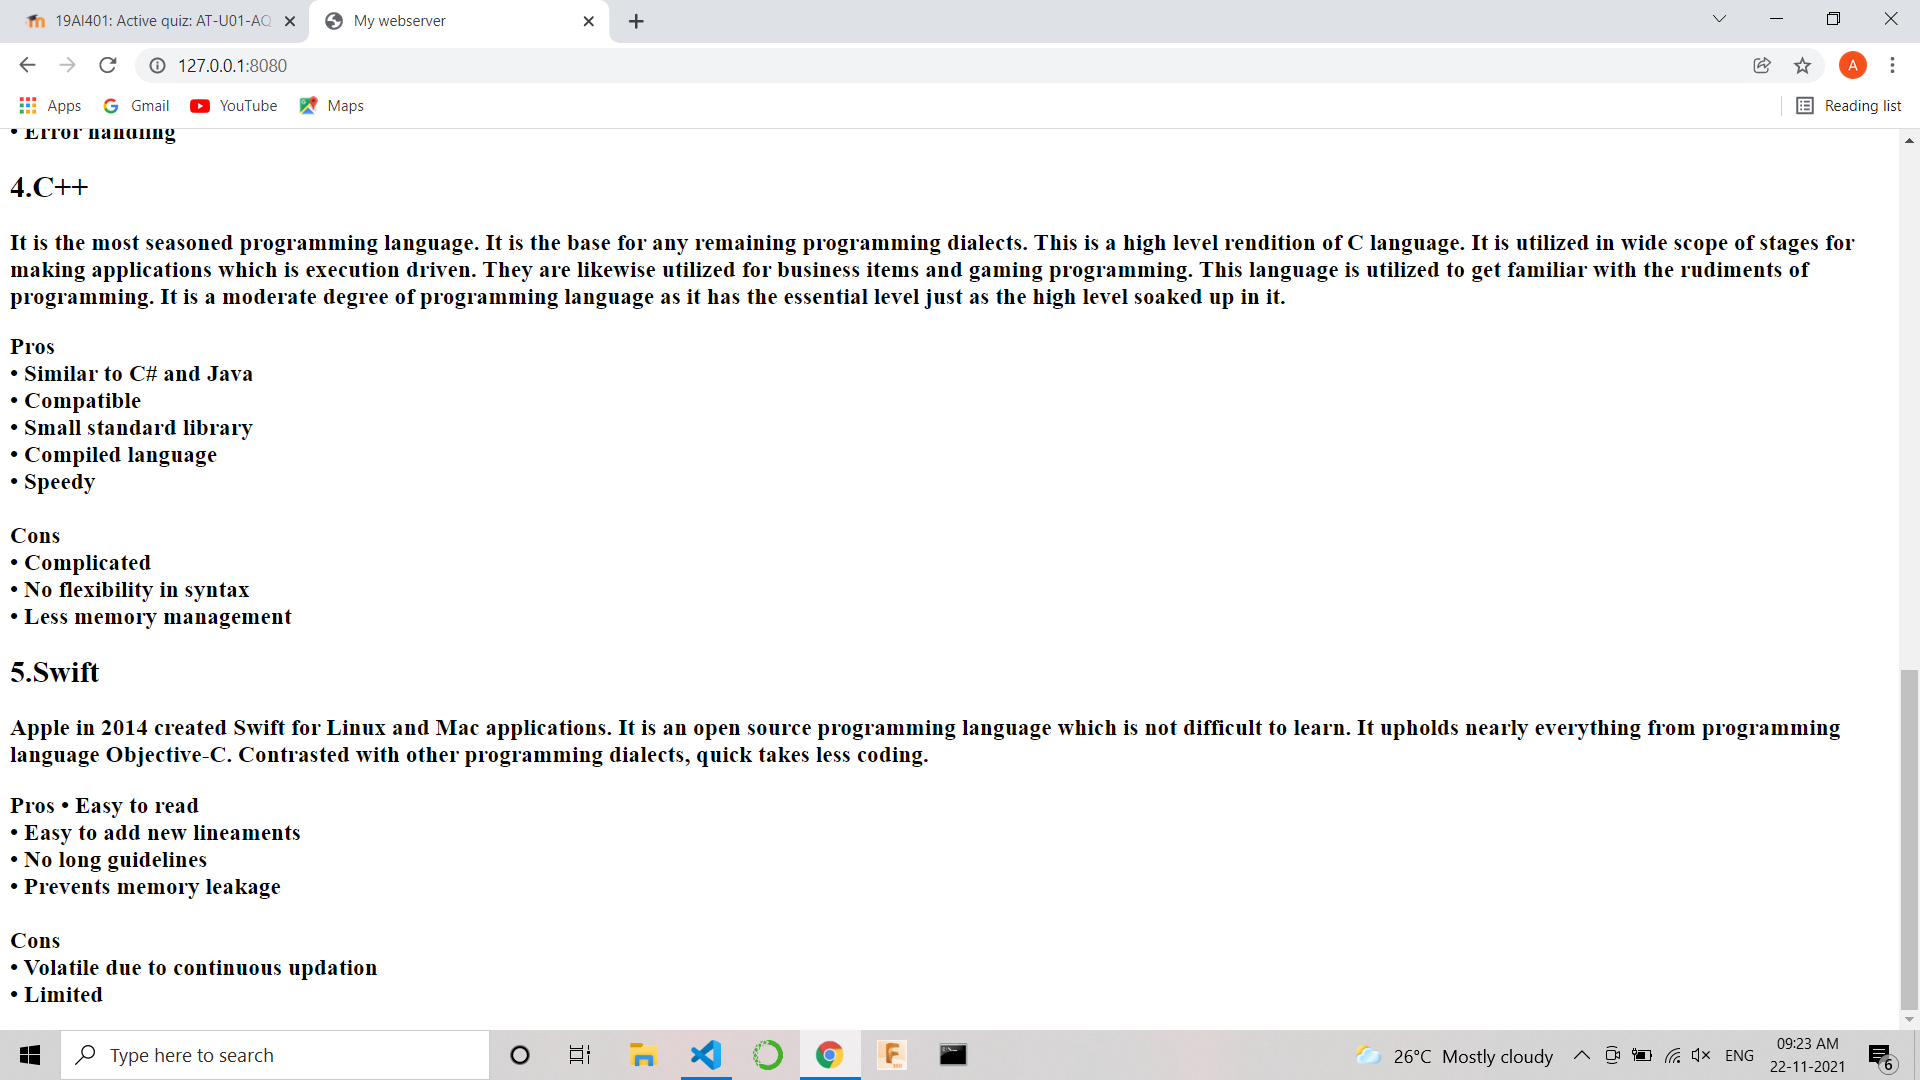 19AI401: Active quiz: AT-U01-AQ
My webserver
127.0.0.1:8080
A
Apps
Gmail
YouTube
Maps
Reading list
• Error handling
4.C++
It is the most seasoned programming language. It is the base for any remaining programming dialects. This is a high level rendition of C language. It is utilized in wide scope of stages for
making applications which is execution driven. They are likewise utilized for business items and gaming programming. This language is utilized to get familiar with the rudiments of
programming. It is a moderate degree of programming language as it has the essential level just as the high level soaked up in it.
Pros
• Similar to C# and Java
• Compatible
• Small standard library
• Compiled language
• Speedy
Cons
• Complicated
• No flexibility in syntax
• Less memory management
5.Swift
Apple in 2014 created Swift for Linux and Mac applications. It is an open source programming language which is not difficult to learn. It upholds nearly everything from programming
language Objective-C. Contrasted with other programming dialects, quick takes less coding.
Pros • Easy to read
• Easy to add new lineaments
• No long guidelines
• Prevents memory leakage
Cons
• Volatile due to continuous updation
• Limited
Type here to search
F
26°C Mostly cloudy
ENG
09:23 AM
22-11-2021
6